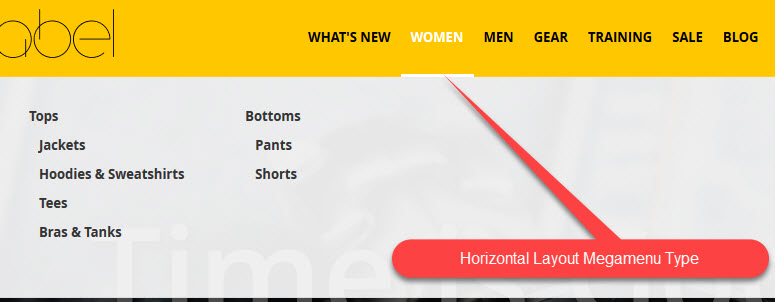 abel
WHAT'S NEW WOMEN MEN GEAR TRAINING SALE BLOG
Tops Bottoms
Jackets Pants
Hoodies & Sweatshirts Shorts
Tees
Bras & Tanks
Horizontal Layout Megamenu Type